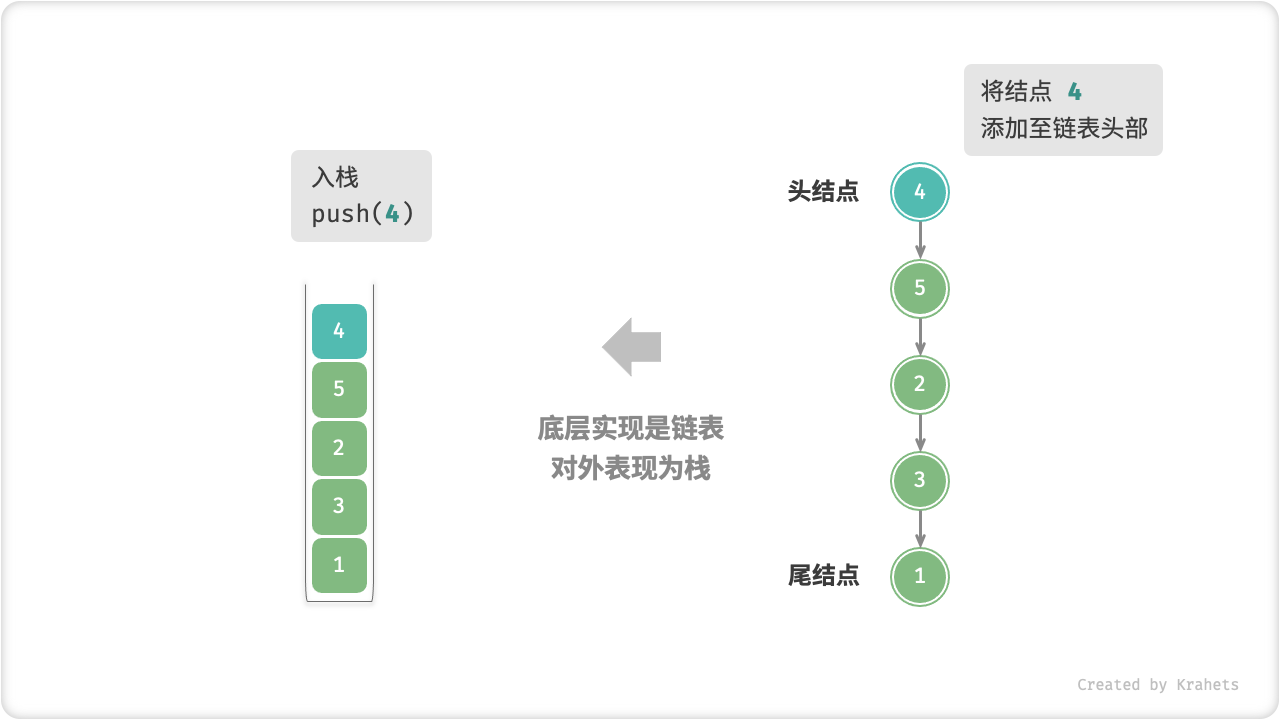 入栈
push(4)
4
5
2
3
1
底层实现是链表
对外表现为栈
将结点 4
添加至链表头部
头结点
4
5
2
3
尾结点
1
Created by Krahets